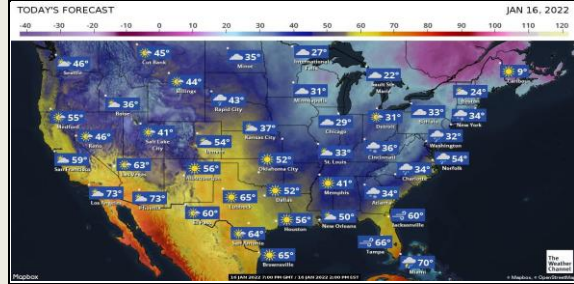 TODAY'S FORECAST
JAN 16, 2022
-40 -30 -20 -10 0 10 20 30 40 50 60 70 80 90 100 110 120
46°
Seattle
45°
Cut Bank
35°
Minot
27°
International Falls
9°
Caribou
44°
Billings
22°
Sault Ste. Marie
24°
Boston
36°
Boise
43°
Rapid City
31°
Minneapolis
55°
Medford
33°
Buffalo
34°
New York
46°
Reno
41°
Salt Lake City
37°
Kansas City
29°
Chicago
31°
Detroit
32°
Washington
54°
Denver
33°
St. Louis
36°
Cincinnati
59°
San Francisco
63°
Las Vegas
56°
52°
Oklahoma City
34°
Charlotte
54°
Norfolk
73°
Los Angeles
73°
65°
52°
Dallas
41°
Memphis
34°
Atlanta
60°
El Paso
56°
Houston
50°
New Orleans
60°
Jacksonville
64°
San Antonio
66°
Tampa
65°
Brownsville
70°
Miami
The
Weather
Channel
Mapbox
© Mapbox, © OpenStreetMap